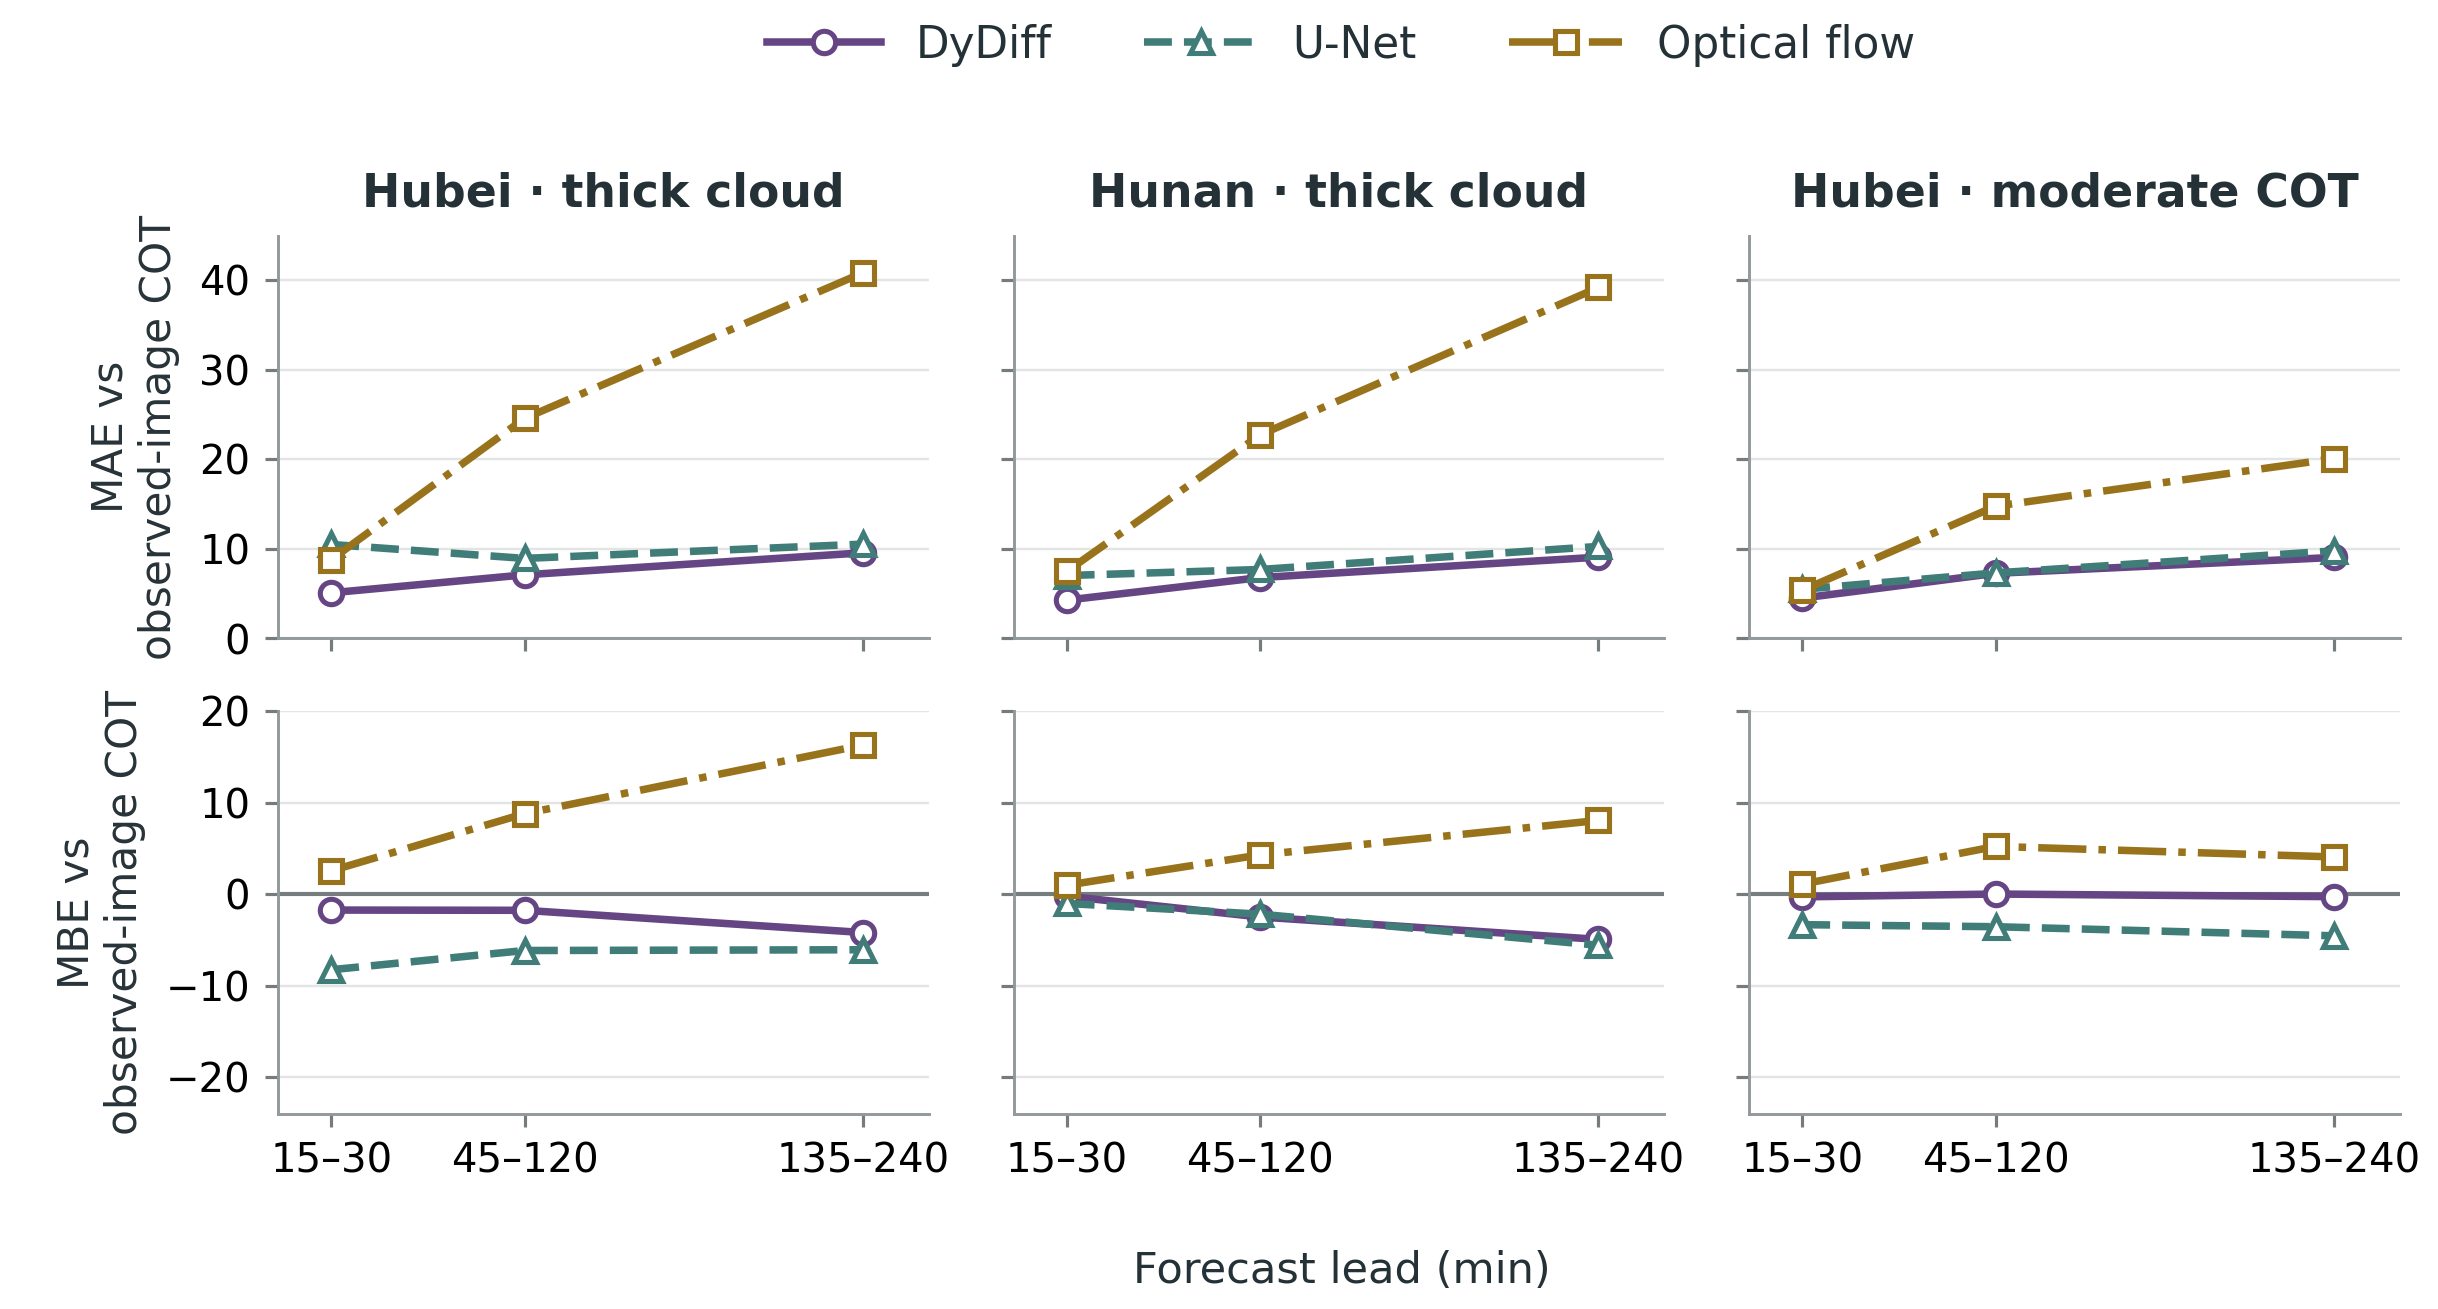 DyDiff U-Net Optical flow
Hubei · thick cloud Hunan · thick cloud Hubei · moderate COT
MAE vs
observed-image COT
40
30
20
10
0
MBE vs
observed-image COT
20
10
0
−10
−20
15–30 45–120 135–240 15–30 45–120 135–240 15–30 45–120 135–240
Forecast lead (min)